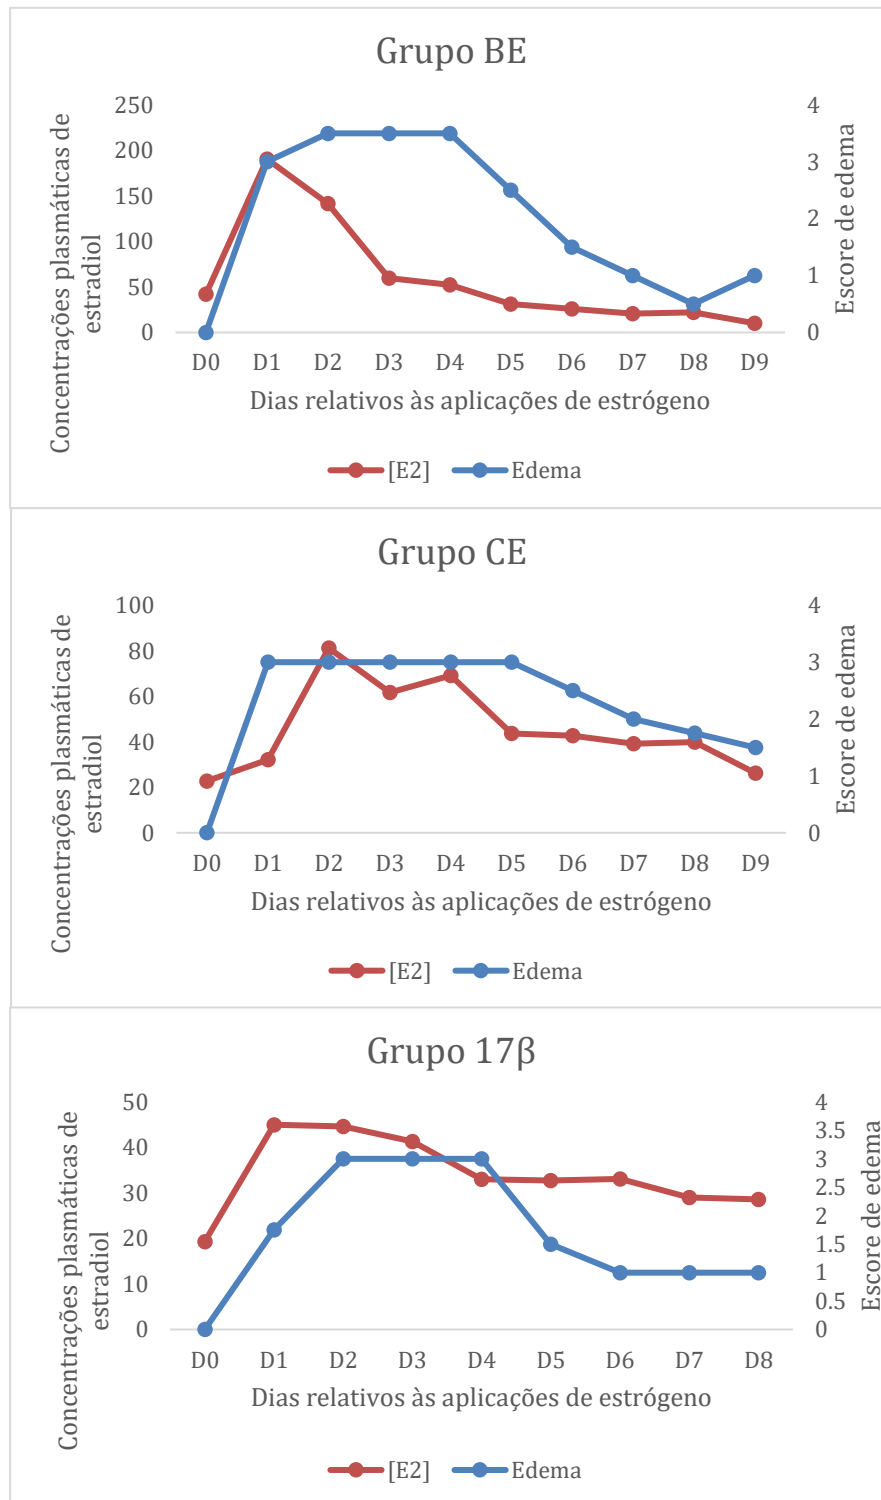 Grupo BE
Concentrações plasmáticas de
estradiol
250
200
150
100
50
0
4
3
2
1
0
Escore de edema
D0 D1 D2 D3 D4 D5 D6 D7 D8 D9
Dias relativos às aplicações de estrógeno
[E2] Edema
Grupo CE
Concentrações plasmáticas de
estradiol
100
80
60
40
20
0
4
3
2
1
0
Escore de edema
D0 D1 D2 D3 D4 D5 D6 D7 D8 D9
Dias relativos às aplicações de estrógeno
[E2] Edema
Grupo 17β
Concentrações plasmáticas de
estradiol
50
40
30
20
10
0
4
3.5
3
2.5
2
1.5
1
0.5
0
Escore de edema
D0 D1 D2 D3 D4 D5 D6 D7 D8
Dias relativos às aplicações de estrógeno
[E2] Edema